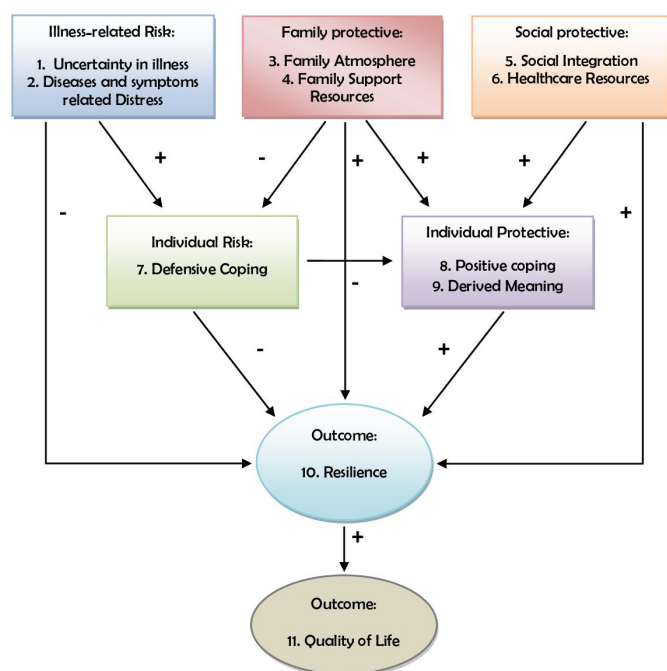 Illness-related Risk:
1. Uncertainty in illness
2. Diseases and symptoms
related Distress
Family protective:
3. Family Atmosphere
4. Family Support
Resources
Social protective:
5. Social Integration
6. Healthcare Resources
+
-
+
+
+
-
+
Individual Risk:
7. Defensive Coping
Individual Protective:
8. Positive coping
9. Derived Meaning
-
-
+
Outcome:
10. Resilience
+
Outcome:
11. Quality of Life